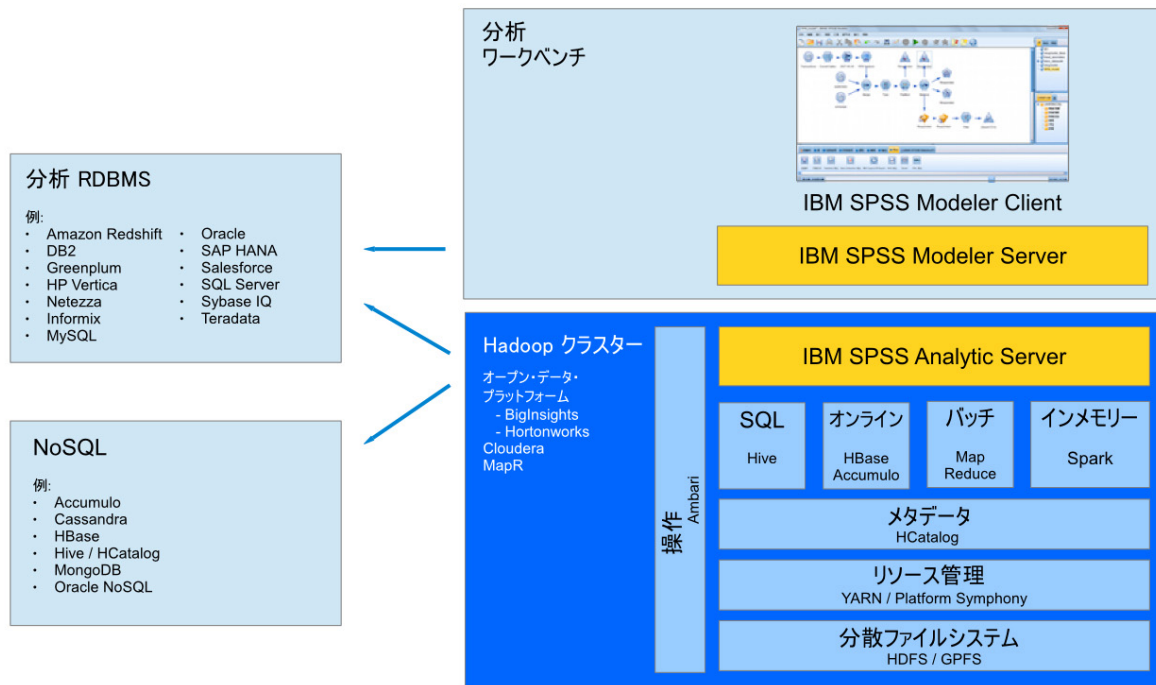 分析
ワークベンチ
IBM SPSS Modeler Client
IBM SPSS Modeler Server
分析 RDBMS
例:
・ Amazon Redshift
・ DB2
・ Greenplum
・ HP Vertica
・ Netezza
・ Informix
・ MySQL
・ Oracle
・ SAP HANA
・ Salesforce
・ SQL Server
・ Sybase IQ
・ Teradata
NoSQL
例:
・ Accumulo
・ Cassandra
・ HBase
・ Hive / HCatalog
・ MongoDB
・ Oracle NoSQL
Hadoop クラスター
オープン・データ・
プラットフォーム
- BigInsights
- Hortonworks
Cloudera
MapR
操作
Ambari
IBM SPSS Analytic Server
SQL
Hive
オンライン
HBase
Accumulo
バッチ
Map
Reduce
インメモリー
Spark
メタデータ
HCatalog
リソース管理
YARN / Platform Symphony
分散ファイルシステム
HDFS / GPFS